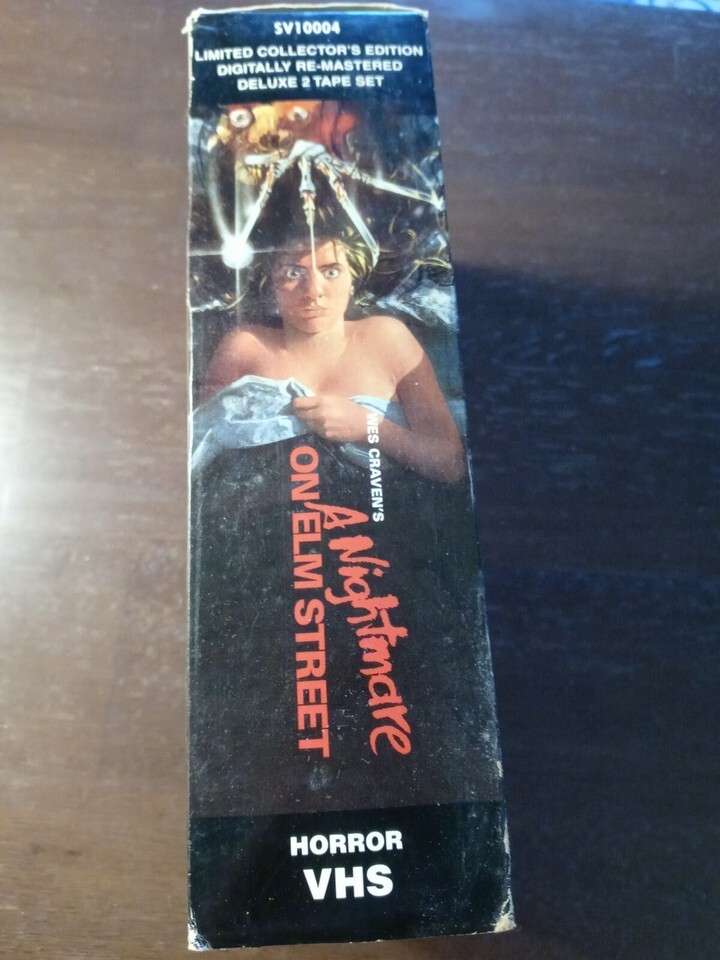 SV10004
LIMITED COLLECTOR'S EDITION
DIGITALLY RE-MASTERED
DELUXE 2 TAPE SET
WES CRAVEN'S
A Nightmare
ON ELM STREET
HORROR
VHS